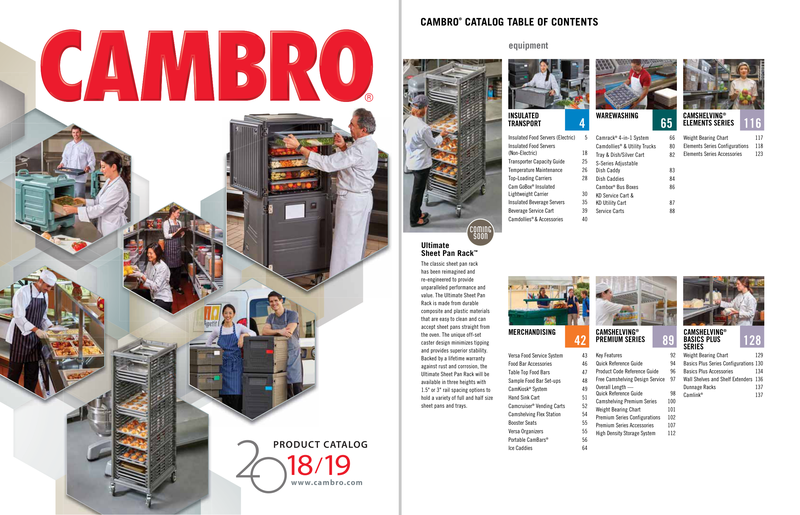 CAMBRO®
PRODUCT CATALOG
2018/19
www.cambro.com
CAMBRO® CATALOG TABLE OF CONTENTS
equipment
COMING
SOON
Ultimate
Sheet Pan Rack™
The classic sheet pan rack
has been reimagined and
re-engineered to provide
unparalleled performance and
value. The Ultimate Sheet Pan
Rack is made from durable
composite and plastic materials
that are easy to clean and can
accept sheet pans straight from
the oven. The unique off-set
caster design minimizes tipping
and provides superior stability.
Backed by a lifetime warranty
against rust and corrosion, the
Ultimate Sheet Pan Rack will be
available in three heights with
1.5" or 3" rail spacing options to
hold a variety of full and half size
sheet pans and trays.
INSULATED
TRANSPORT 4
Insulated Food Servers (Electric) 5
Insulated Food Servers
(Non-Electric) 18
Transporter Capacity Guide 25
Temperature Maintenance 26
Top-Loading Carriers 28
Cam GoBox® Insulated
Lightweight Carrier 30
Insulated Beverage Servers 35
Beverage Service Cart 39
Camdollies® & Accessories 40
WAREWASHING 65
Camrack® 4-in-1 System 66
Camdollies® & Utility Trucks 80
Tray & Dish/Silver Cart 82
S-Series Adjustable
Dish Caddy 83
Dish Caddies 84
Cambox® Bus Boxes 86
KD Service Cart &
KD Utility Cart 87
Service Carts 88
CAMSHELVING®
ELEMENTS SERIES 116
Weight Bearing Chart 117
Elements Series Configurations 118
Elements Series Accessories 123
MERCHANDISING 42
Versa Food Service System 43
Food Bar Accessories 46
Table Top Food Bars 47
Sample Food Bar Set-ups 48
CamKiosk® System 49
Hand Sink Cart 51
Camcruiser® Vending Carts 52
Camshelving Flex Station 54
Booster Seats 55
Versa Organizers 55
Portable CamBars® 56
Ice Caddies 64
CAMSHELVING®
PREMIUM SERIES 89
Key Features 92
Quick Reference Guide 94
Product Code Reference Guide 96
Free Camshelving Design Service 97
Overall Length —
Quick Reference Guide 98
Camshelving Premium Series 100
Weight Bearing Chart 101
Premium Series Configurations 102
Premium Series Accessories 107
High Density Storage System 112
CAMSHELVING®
BASICS PLUS
SERIES 128
Weight Bearing Chart 129
Basics Plus Series Configurations 130
Basics Plus Accessories 134
Wall Shelves and Shelf Extenders 136
Dunnage Racks 137
Camlink® 137